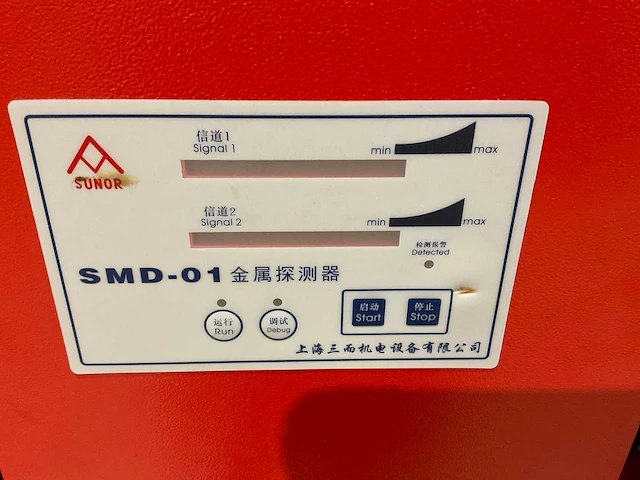 信道1
Signal 1
min
max
SUNOR
信道2
Signal 2
min
max
检测报警
Detected
SMD-01 金属探测器
启动
Start
停止
Stop
运行
Run
调试
Debug
上海三而机电设备有限公司